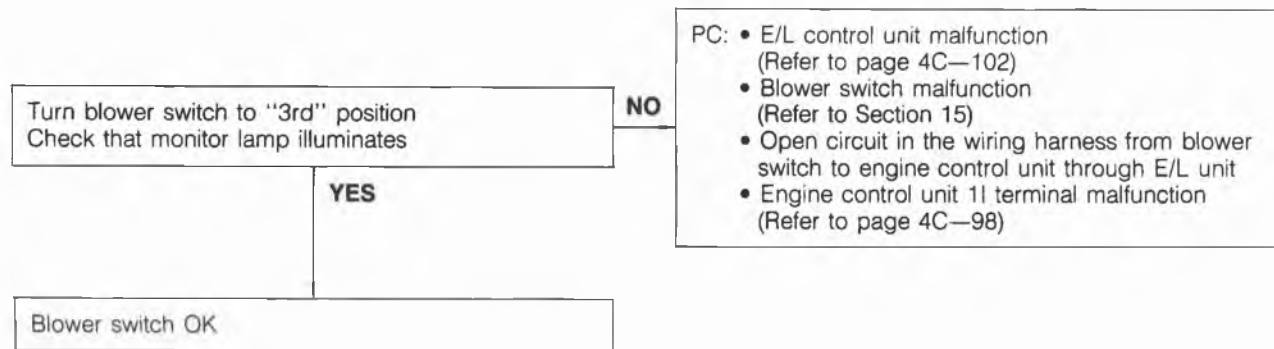 Turn blower switch to "3rd" position
Check that monitor lamp illuminates
NO
PC: • E/L control unit malfunction
(Refer to page 4C—102)
• Blower switch malfunction
(Refer to Section 15)
• Open circuit in the wiring harness from blower
switch to engine control unit through E/L unit
• Engine control unit 1I terminal malfunction
(Refer to page 4C—98)
YES
Blower switch OK